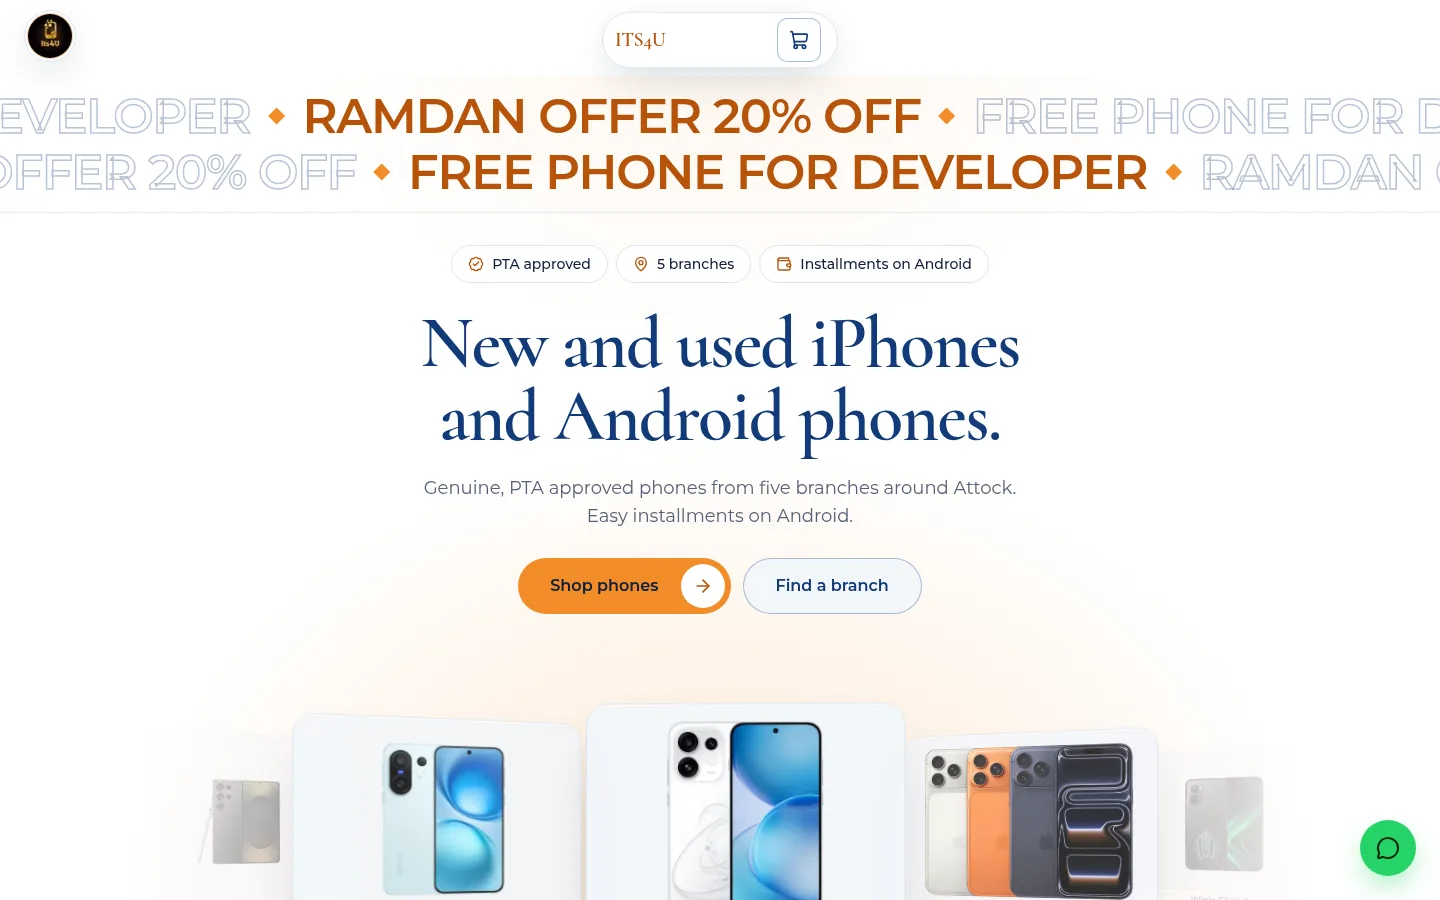 Its4U
ITS4U
EVELOPER ◆ RAMDAN OFFER 20% OFF ◆ FREE PHONE FOR D
OFFER 20% OFF ◆ FREE PHONE FOR DEVELOPER ◆ RAMDAN
PTA approved
5 branches
Installments on Android
New and used iPhones
and Android phones.
Genuine, PTA approved phones from five branches around Attock.
Easy installments on Android.
Shop phones
Find a branch